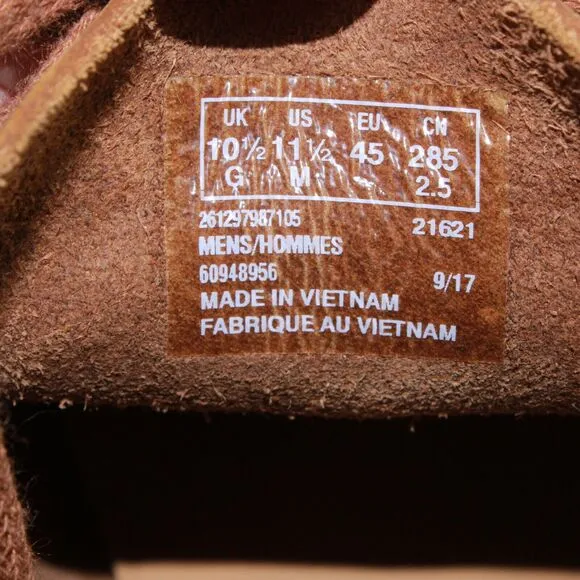 UK US EU CN
10½ 11½ 45 285
G M 2.5
261297987105 21621
MENS/HOMMES
60948956 9/17
MADE IN VIETNAM
FABRIQUE AU VIETNAM